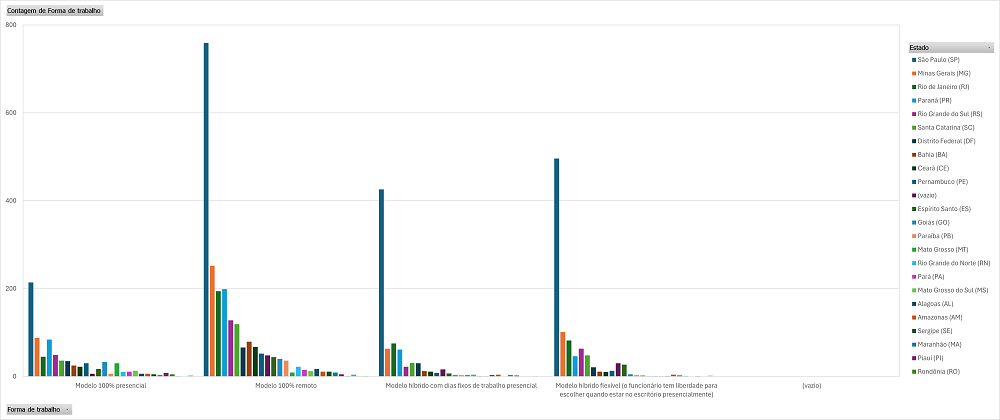 Contagem de Forma de trabalho
800
600
400
200
0
Modelo 100% presencial
Modelo 100% remoto
Modelo híbrido com dias fixos de trabalho presencial
Modelo híbrido flexível (o funcionário tem liberdade para
escolher quando estar no escritório presencialmente)
(vazio)
Forma de trabalho
Estado
São Paulo (SP)
Minas Gerais (MG)
Rio de Janeiro (RJ)
Paraná (PR)
Rio Grande do Sul (RS)
Santa Catarina (SC)
Distrito Federal (DF)
Bahia (BA)
Ceará (CE)
Pernambuco (PE)
(vazio)
Espírito Santo (ES)
Goiás (GO)
Paraíba (PB)
Mato Grosso (MT)
Rio Grande do Norte (RN)
Pará (PA)
Mato Grosso do Sul (MS)
Alagoas (AL)
Amazonas (AM)
Sergipe (SE)
Maranhão (MA)
Piauí (PI)
Rondônia (RO)